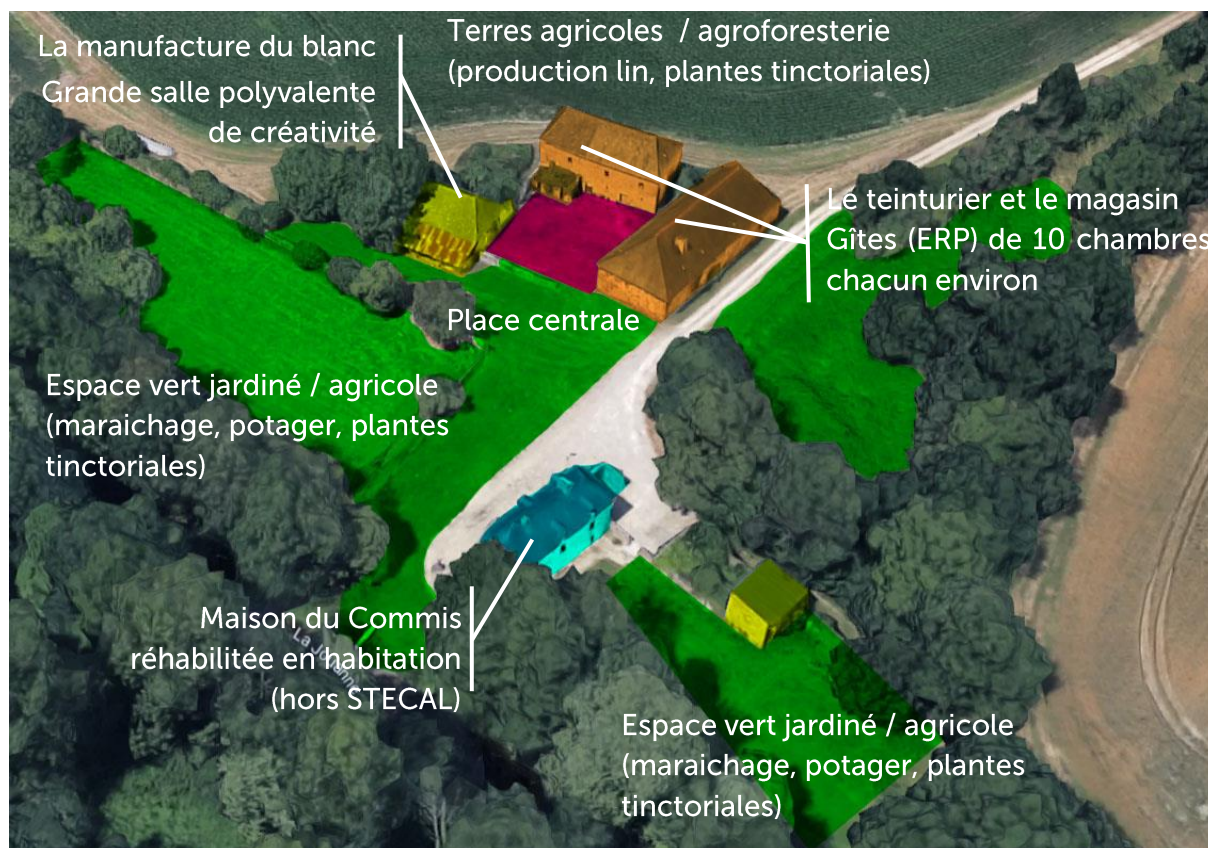 La manufacture du blanc
Grande salle polyvalente
de créativité
Terres agricoles / agroforesterie
(production lin, plantes tinctoriales)
Le teinturier et le magasin
Gîtes (ERP) de 10 chambres
chacun environ
Place centrale
Espace vert jardiné / agricole
(maraichage, potager, plantes
tinctoriales)
Maison du Commis
réhabilitée en habitation
(hors STECAL)
Espace vert jardiné / agricole
(maraichage, potager, plantes
tinctoriales)